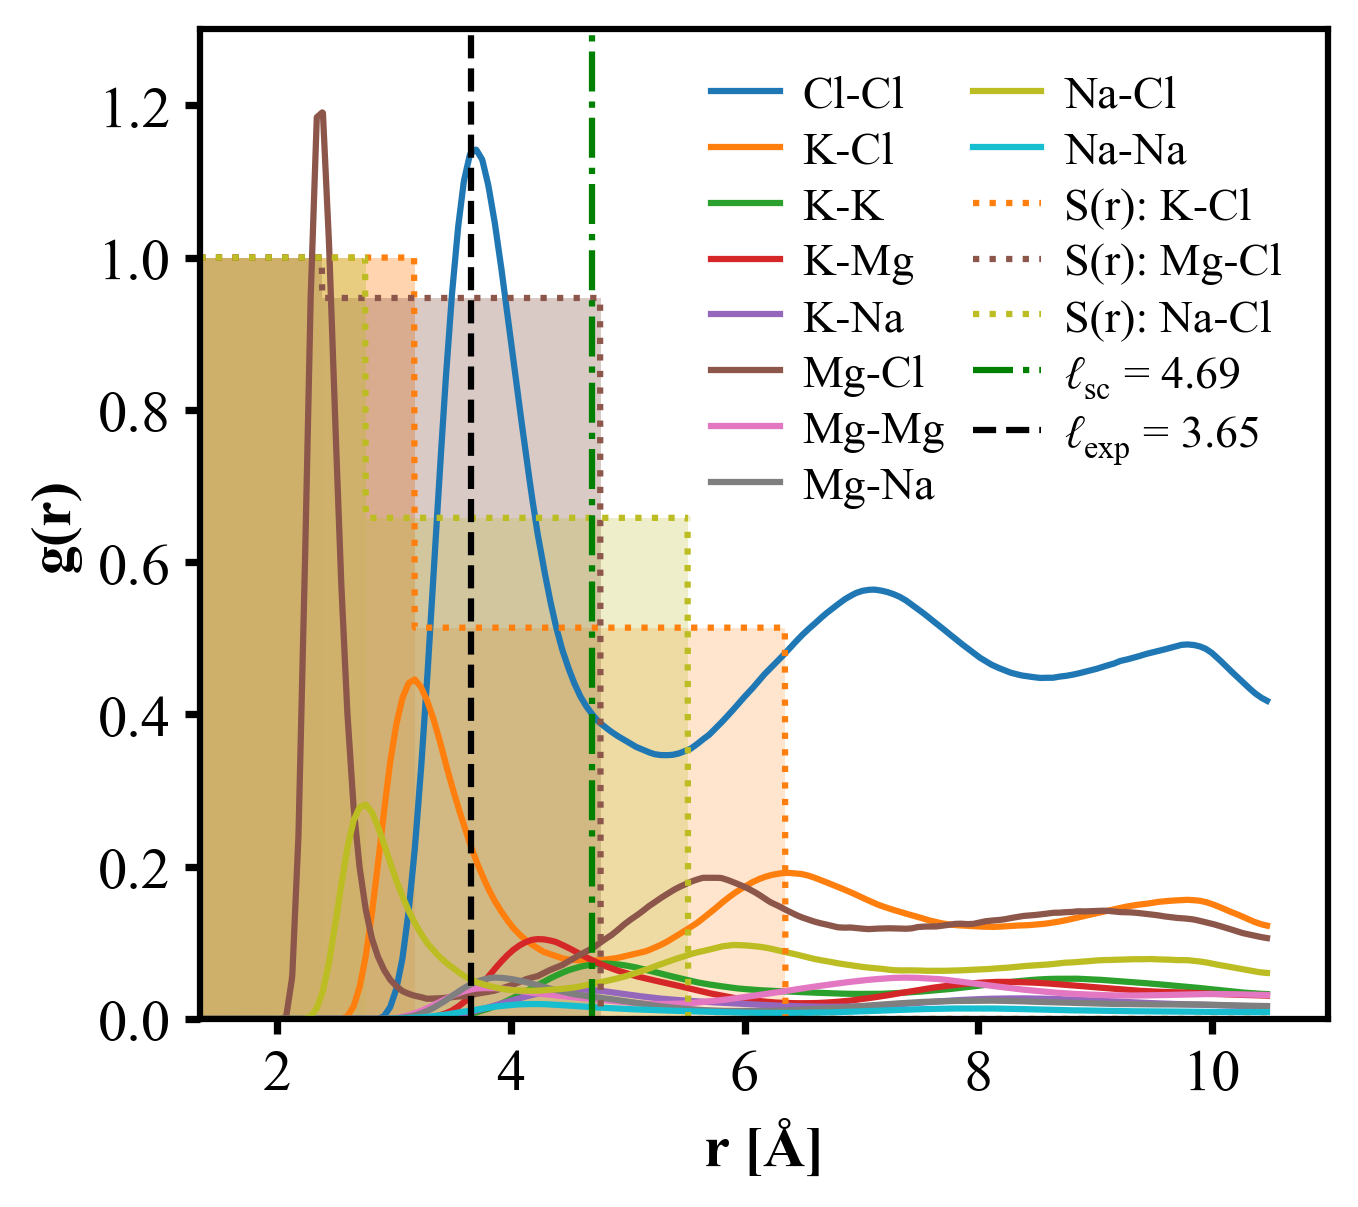 1.2
1.0
0.8
0.6
0.4
0.2
0.0
2
4
6
8
10
g(r)
r [Å]
Cl-Cl
K-Cl
K-K
K-Mg
K-Na
Mg-Cl
Mg-Mg
Mg-Na
Na-Cl
Na-Na
S(r): K-Cl
S(r): Mg-Cl
S(r): Na-Cl
ℓsc = 4.69
ℓexp = 3.65